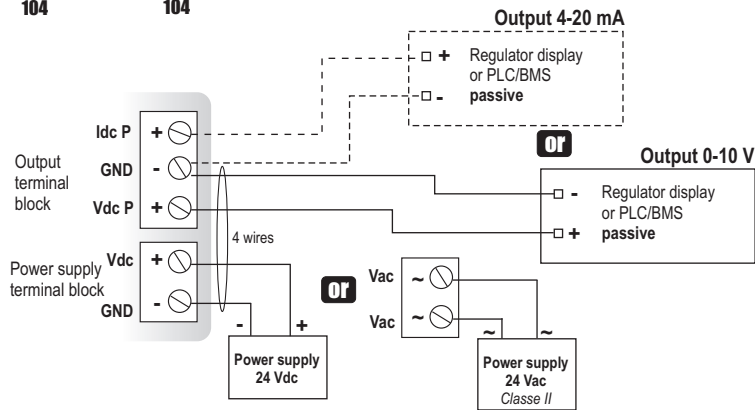 104 104
Output 4-20 mA
+ Regulator display
or PLC/BMS
- passive
or
Output 0-10 V
- Regulator display
or PLC/BMS
+ passive
Output
terminal
block
Idc P + 
GND -
Vdc P +
4 wires
Power supply
terminal block
Vdc +
GND -
- +
Power supply
24 Vdc
or
Vac ~
Vac ~
~ ~
Power supply
24 Vac
Classe II